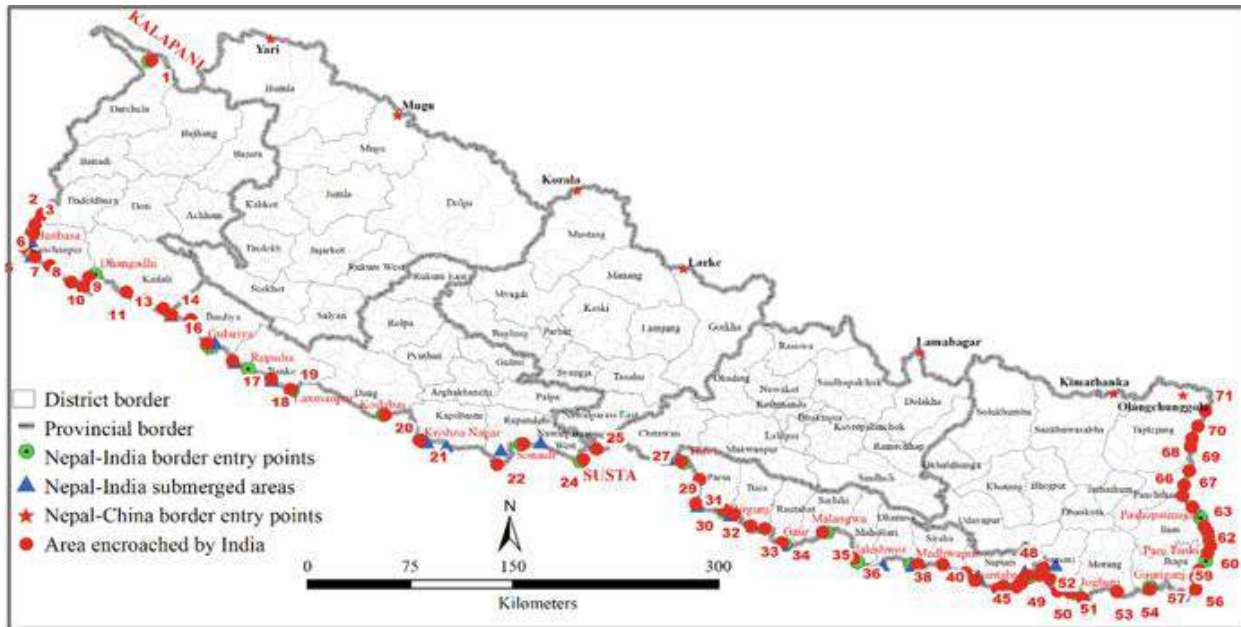 KALAPANI
Yari
1
Humla
Mugu
Darchula
Bajhang
Bajura
Mugu
Baitadi
Jumla
Korala
Dadeldhura
Doti
Achham
Kalikot
Dolpa
2
3
Mustang
Dailekh
Jajarkot
Rukum West
Rukum East
Manang
Larke
6
7
8
Dhangadhi
Kailali
9
10
11
13
14
Surkhet
Salyan
Rolpa
Myagdi
Kaski
Lamjung
Gorkha
Baglung
Parbat
Rasuwa
Lamabagar
Bardiya
16
Gulariya
Pyuthan
Gulmi
Syangja
Tanahu
Dhading
Nuwakot
Sindhupalchok
Dolakha
Kimathanka
71
Rupadia
Banke
17
19
18
Laxmanpur
Dang
Arghakhanchi
Palpa
Kathmandu
Bhaktapur
Solukhumbu
Sankhuwasabha
Olangchunggola
Taplejung
70
District border
Provincial border
Nepal-India border entry points
Nepal-India submerged areas
Nepal-China border entry points
Area encroached by India
20
Krishna Nagar
21
Kapilbastu
Rupandehi
Sonauli
22
Nawalparasi East
West
24
SUSTA
25
Chitwan
Makwanpur
Lalitpur
Kavrepalanchok
Ramechhap
Sindhuli
Okhaldhunga
Khotang
Bhojpur
Terhathum
Panchthar
68
69
66
67
27
29
Parsa
Bara
Rautahat
Sarlahi
Udayapur
Dhankuta
Pashupatinagar
63
Ilam
62
30
31
32
Birgunj
33
Gaur
34
Malangwa
Mahottari
Dhanusa
Siraha
35
Jaleshwor
36
Madhwapur
38
40
Saptari
48
Sunsari
Morang
Jhapa
Pani Tanki
60
45
49
50
52
51
Jogbani
53
54
57
59
56
N
0
75
150
300
Kilometers